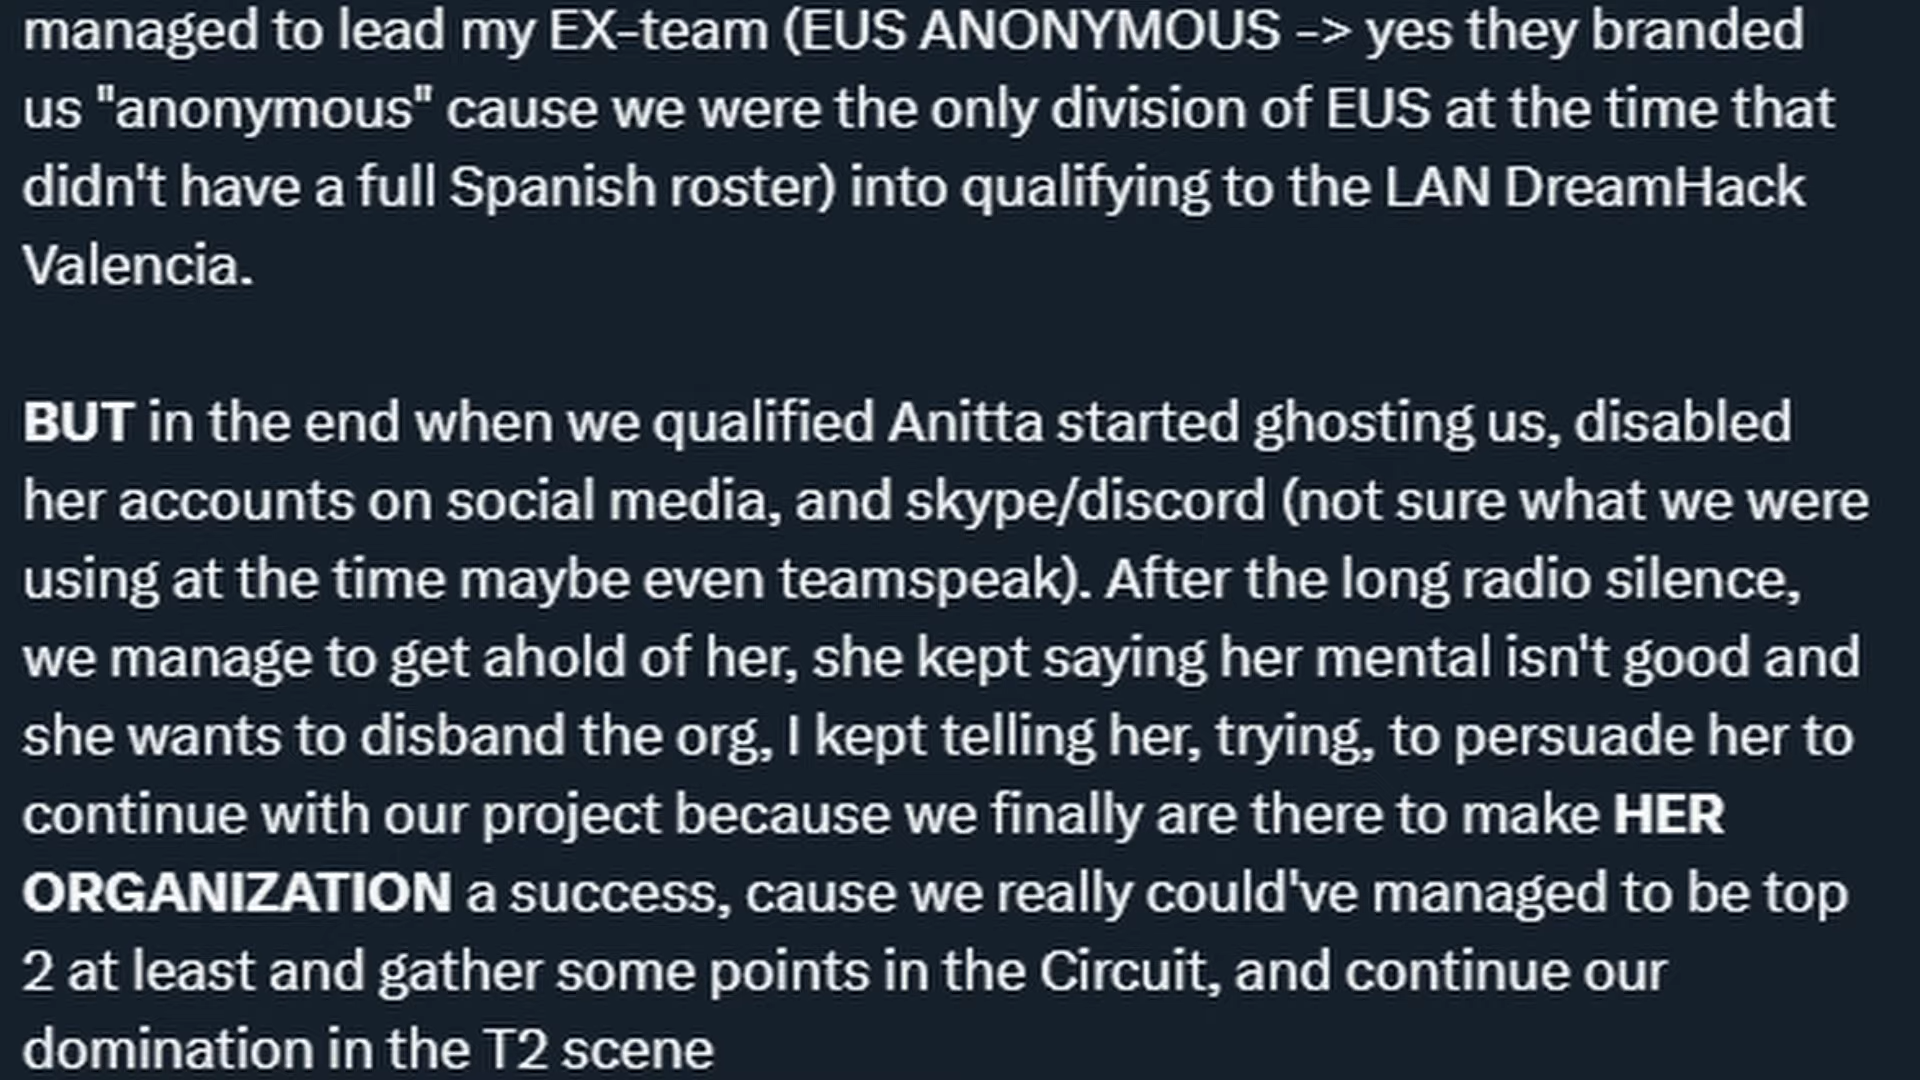 managed to lead my EX-team (EUS ANONYMOUS -> yes they branded
us "anonymous" cause we were the only division of EUS at the time that
didn't have a full Spanish roster) into qualifying to the LAN DreamHack
Valencia.
BUT in the end when we qualified Anitta started ghosting us, disabled
her accounts on social media, and skype/discord (not sure what we were
using at the time maybe even teamspeak). After the long radio silence,
we manage to get ahold of her, she kept saying her mental isn't good and
she wants to disband the org, I kept telling her, trying, to persuade her to
continue with our project because we finally are there to make HER
ORGANIZATION a success, cause we really could've managed to be top
2 at least and gather some points in the Circuit, and continue our
domination in the T2 scene